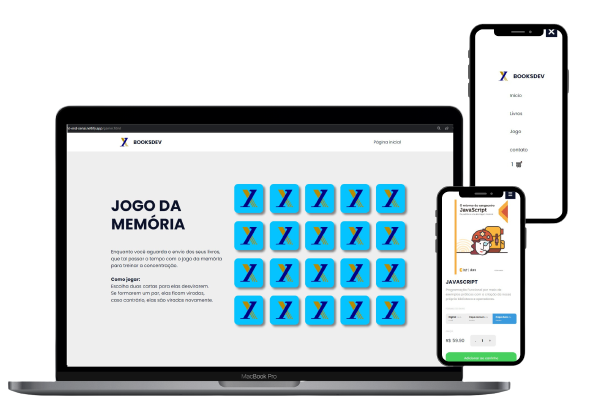 BOOKSDEV
Página Inicial
JOGO DA
MEMÓRIA
Enquanto você aguarda o envio dos seus livros,
que tal passar o tempo com o jogo da memória
para treinar a concentração.
Como jogar:
Escolha duas cartas para elas desvirarem.
Se formarem um par, elas ficam viradas,
caso contrário, elas são viradas novamente.
MacBook Pro
BOOKSDEV
Início
Livros
Jogo
contato
1
JavaScript
JAVASCRIPT
R$ 59,90
- 1 +